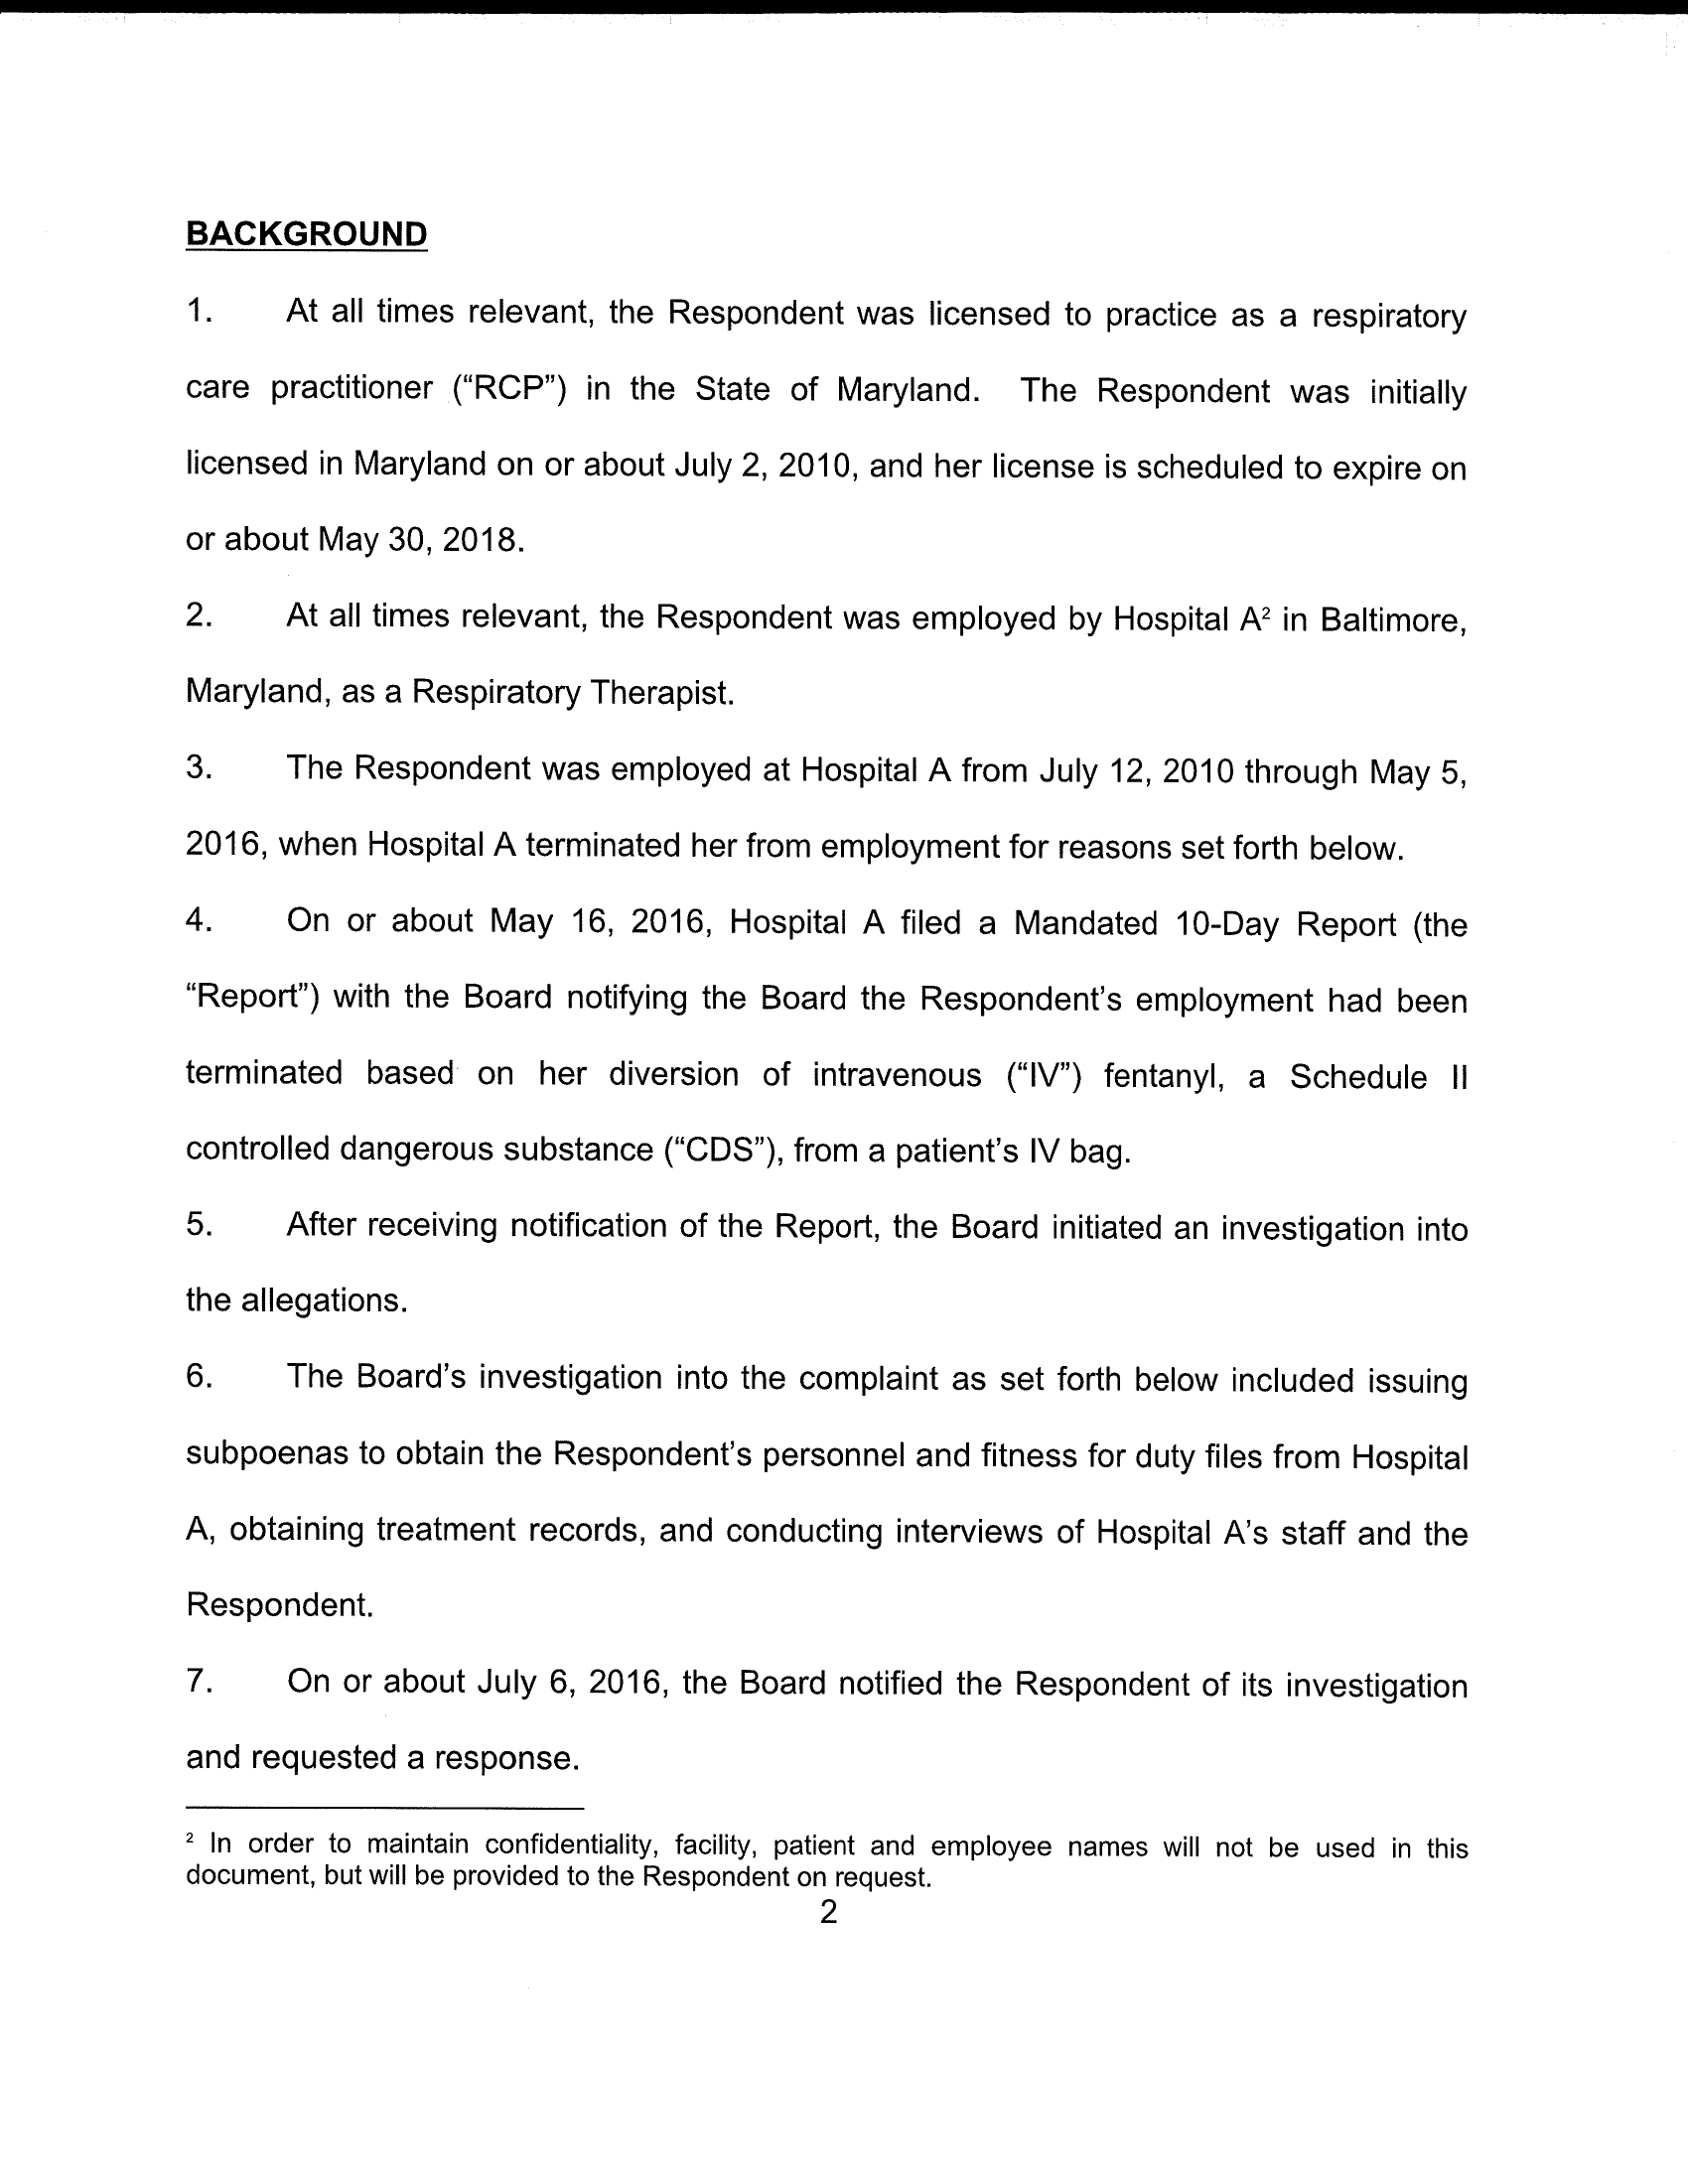 BACKGROUND
1. At all times relevant, the Respondent was licensed to practice as a respiratory
care practitioner (“RCP”) in the State of Maryland. The Respondent was initially
licensed in Maryland on or about July 2, 2010, and her license is scheduled to expire on
or about May 30, 2018.
2. At all times relevant, the Respondent was employed by Hospital A² in Baltimore,
Maryland, as a Respiratory Therapist.
3. The Respondent was employed at Hospital A from July 12, 2010 through May 5,
2016, when Hospital A terminated her from employment for reasons set forth below.
4. On or about May 16, 2016, Hospital A filed a Mandated 10-Day Report (the
“Report”) with the Board notifying the Board the Respondent’s employment had been
terminated based on her diversion of intravenous (“IV”) fentanyl, a Schedule II
controlled dangerous substance (“CDS”), from a patient’s IV bag.
5. After receiving notification of the Report, the Board initiated an investigation into
the allegations.
6. The Board’s investigation into the complaint as set forth below included issuing
subpoenas to obtain the Respondent’s personnel and fitness for duty files from Hospital
A, obtaining treatment records, and conducting interviews of Hospital A’s staff and the
Respondent.
7. On or about July 6, 2016, the Board notified the Respondent of its investigation
and requested a response.
² In order to maintain confidentiality, facility, patient and employee names will not be used in this
document, but will be provided to the Respondent on request.
2